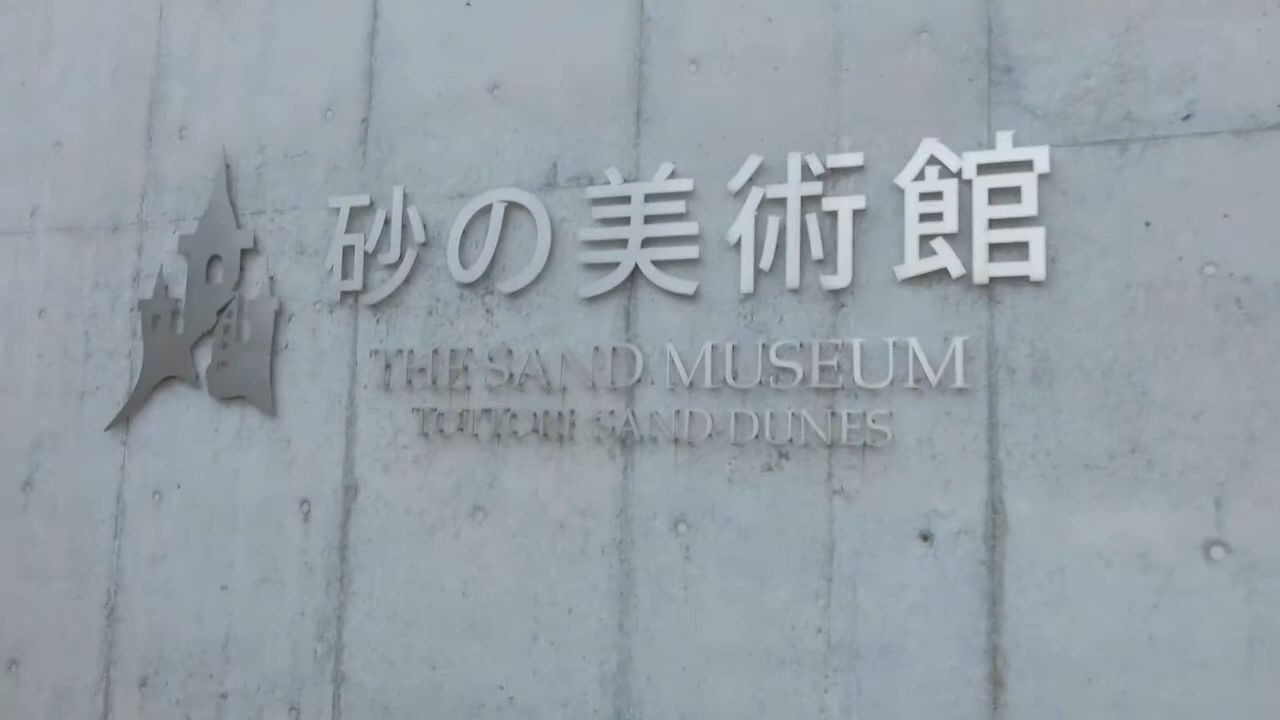 砂の美術館
THE SAND MUSEUM
TOTTORI SAND DUNES